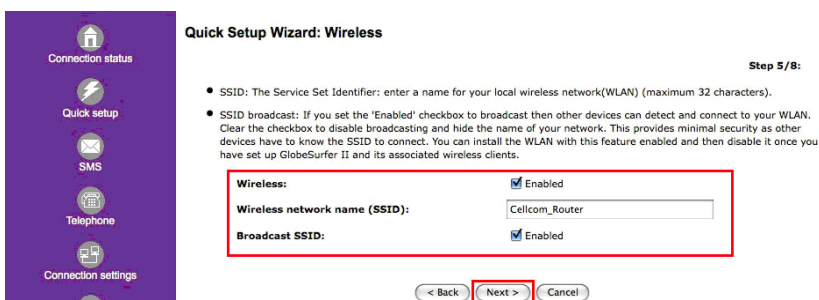 Connection status
Quick setup
SMS
Telephone
Connection settings
Quick Setup Wizard: Wireless
Step 5/8:
• SSID: The Service Set Identifier: enter a name for your local wireless network(WLAN) (maximum 32 characters).
• SSID broadcast: If you set the 'Enabled' checkbox to broadcast then other devices can detect and connect to your WLAN.
Clear the checkbox to disable broadcasting and hide the name of your network. This provides minimal security as other
devices have to know the SSID to connect. You can install the WLAN with this feature enabled and then disable it once you
have set up GlobeSurfer II and its associated wireless clients.
Wireless: Enabled
Wireless network name (SSID): Cellcom_Router
Broadcast SSID: Enabled
< Back Next > Cancel